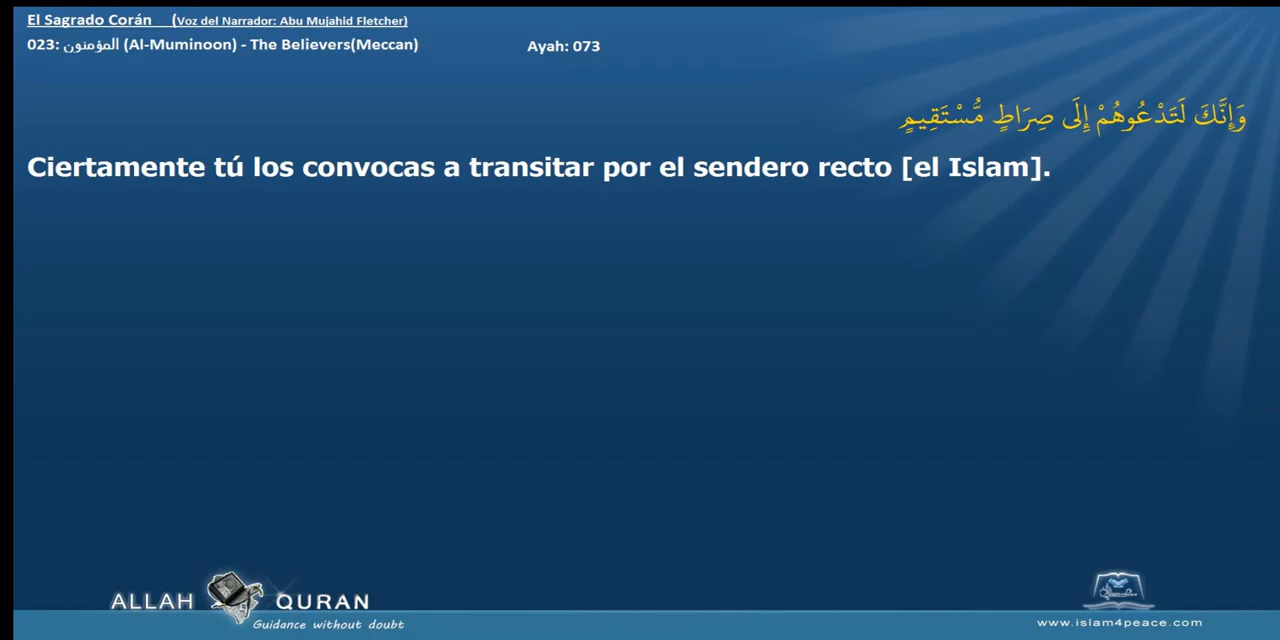 El Sagrado Corán (Voz del Narrador: Abu Mujahid Fletcher)
023: المؤمنون (Al-Muminoon) - The Believers(Meccan) Ayah: 073
وَإِنَّكَ لَتَدْعُوهُمْ إِلَى صِرَاطٍ مُّسْتَقِيمٍ
Ciertamente tú los convocas a transitar por el sendero recto [el Islam].
ALLAH QURAN
Guidance without doubt
www.islam4peace.com